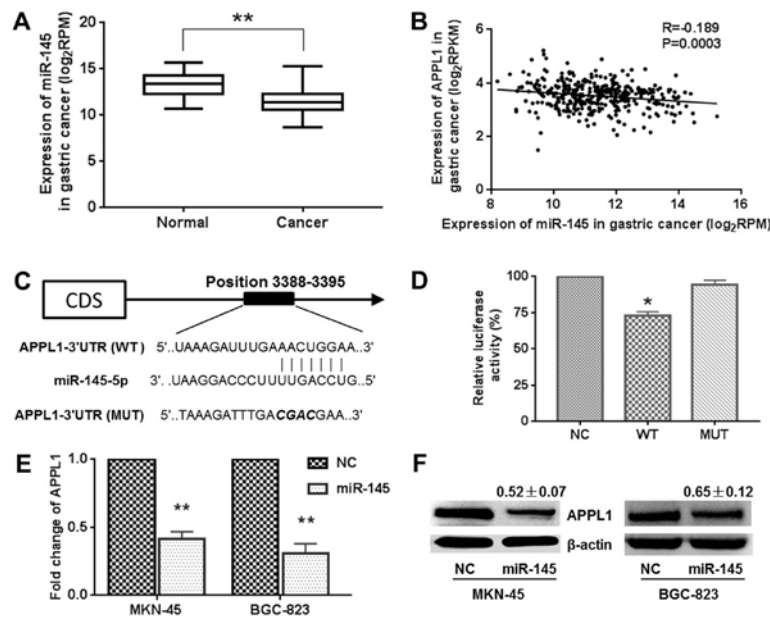 A
Expression of miR-145
in gastric cancer (log2RPM)
20
15
10
5
0
**
Normal
Cancer
B
Expression of APPL1 in
gastric cancer (log2RPKM)
6
4
2
0
R=-0.189
P=0.0003
8
10
12
14
16
Expression of miR-145 in gastric cancer (log2RPM)
C
CDS
Position 3388-3395
APPL1-3'UTR (WT) 5'..UAAAGAUUUGAAACUGGAA..3'
miR-145-5p 3'..UAAGGACCCUUUUGACCUG..5'
APPL1-3'UTR (MUT) 5'..TAAAGATTTGACGACGAA..3'
D
Relative luciferase
activity (%)
100
75
50
25
0
*
NC
WT
MUT
E
Fold change of APPL1
1.0
0.5
0.0
**
**
NC
miR-145
MKN-45
BGC-823
F
0.52±0.07
0.65±0.12
APPL1
β-actin
NC miR-145
NC miR-145
MKN-45
BGC-823